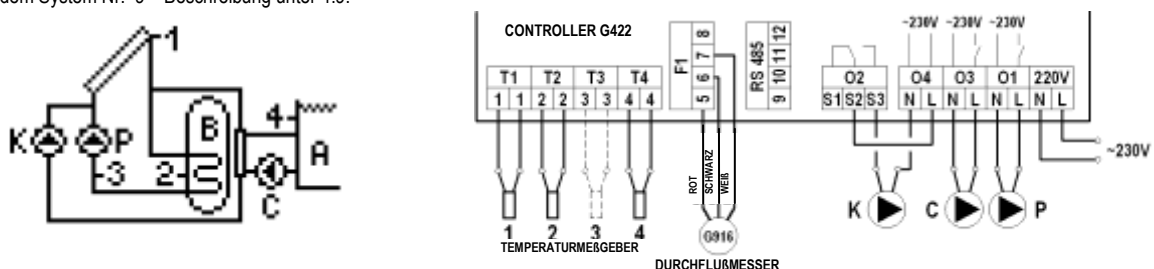 dem System Nr. 6 – Beschreibung unter 4.5.
1
K P B 4 A
3 2
C
CONTROLLER G422
T1 T2 T3 T4
1 1 2 2 3 3 4 4
F1
5 6 7 8
RS 485
9 10 11 12
~230V ~230V ~230V
O2 O4 O3 O1 220V
S1 S2 S3 N L N L N L N L
~230V
ROT
SCHWARZ
WEIß
1 2 3 4
TEMPERATURMEßGEBER
G916
DURCHFLUßMESSER
K C P